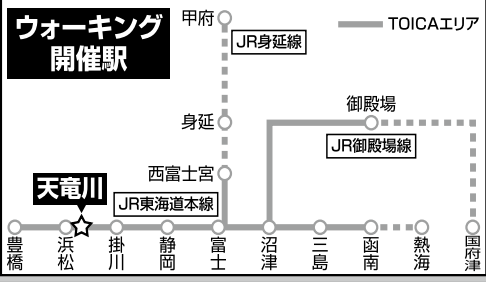 ウォーキング
開催駅
甲府
TOICAエリア
JR身延線
身延
御殿場
JR御殿場線
西富士宮
天竜川
JR東海道本線
豊橋
浜松
掛川
静岡
富士
沼津
三島
函南
熱海
国府津